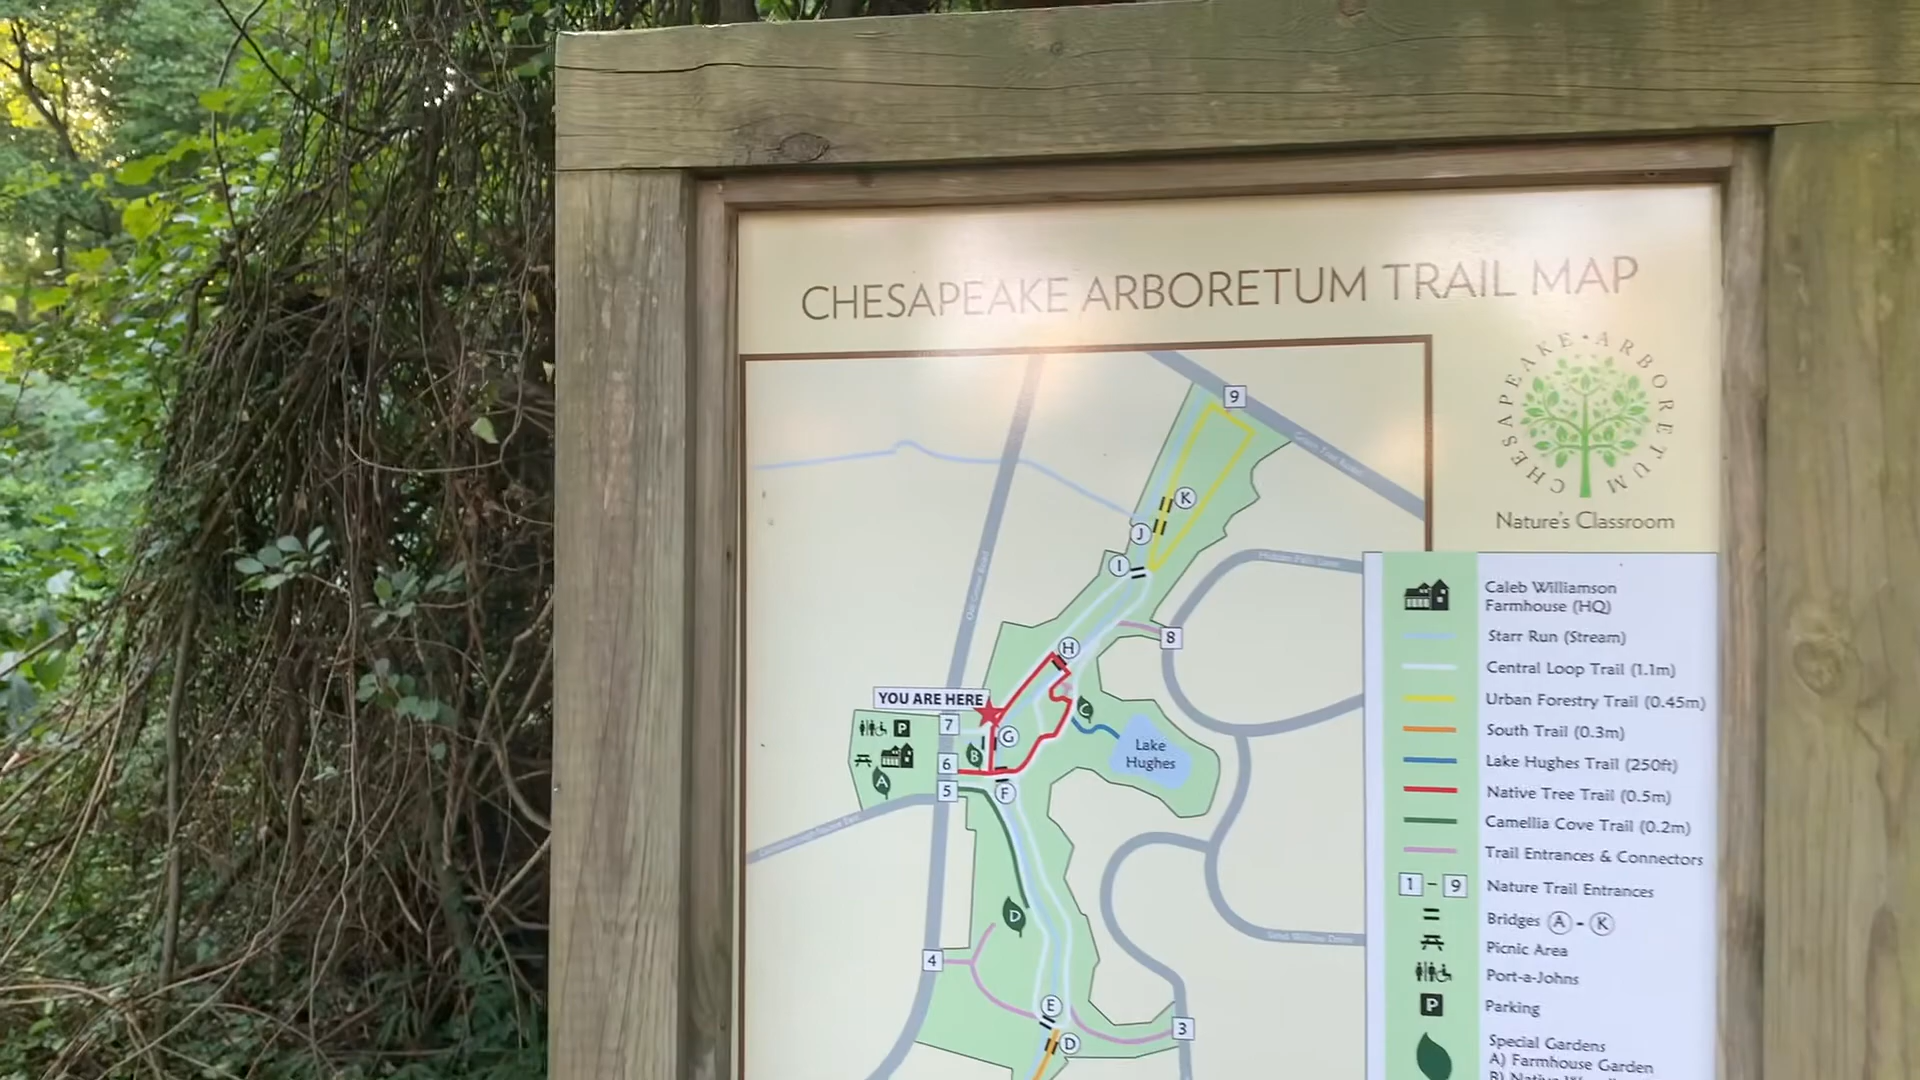 CHESAPEAKE ARBORETUM TRAIL MAP
CHESAPEAKE • ARBORETUM
Nature's Classroom
9
K
J
I
H
8
YOU ARE HERE
7
G
C
P
B
6
A
5
F
Lake
Hughes
D
4
E
3
D
Caleb Williamson
Farmhouse (HQ)
Starr Run (Stream)
Central Loop Trail (1.1m)
Urban Forestry Trail (0.45m)
South Trail (0.3m)
Lake Hughes Trail (250ft)
Native Tree Trail (0.5m)
Camellia Cove Trail (0.2m)
Trail Entrances & Connectors
1 - 9 Nature Trail Entrances
Bridges A - K
Picnic Area
Port-a-Johns
P Parking
Special Gardens
A) Farmhouse Garden